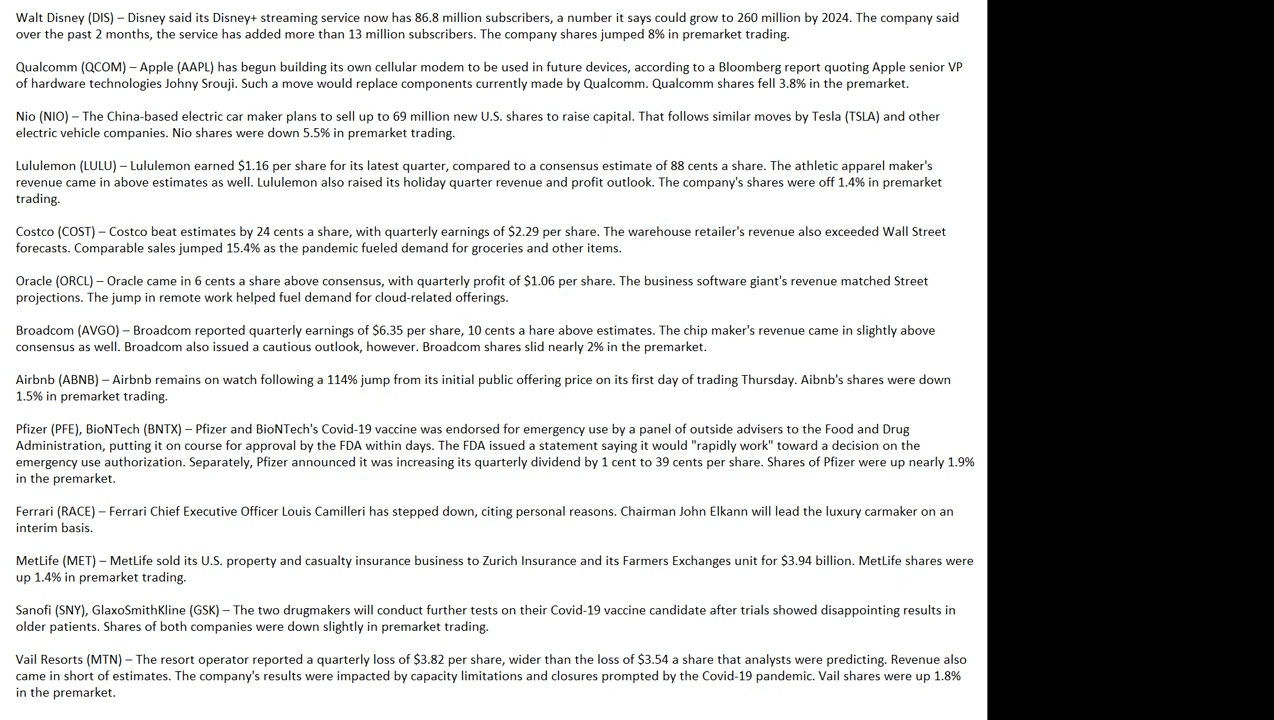 Walt Disney (DIS) – Disney said its Disney+ streaming service now has 86.8 million subscribers, a number it says could grow to 260 million by 2024. The company said
over the past 2 months, the service has added more than 13 million subscribers. The company shares jumped 8% in premarket trading.
Qualcomm (QCOM) – Apple (AAPL) has begun building its own cellular modem to be used in future devices, according to a Bloomberg report quoting Apple senior VP
of hardware technologies Johny Srouji. Such a move would replace components currently made by Qualcomm. Qualcomm shares fell 3.8% in the premarket.
Nio (NIO) – The China-based electric car maker plans to sell up to 69 million new U.S. shares to raise capital. That follows similar moves by Tesla (TSLA) and other
electric vehicle companies. Nio shares were down 5.5% in premarket trading.
Lululemon (LULU) – Lululemon earned $1.16 per share for its latest quarter, compared to a consensus estimate of 88 cents a share. The athletic apparel maker's
revenue came in above estimates as well. Lululemon also raised its holiday quarter revenue and profit outlook. The company's shares were off 1.4% in premarket
trading.
Costco (COST) – Costco beat estimates by 24 cents a share, with quarterly earnings of $2.29 per share. The warehouse retailer's revenue also exceeded Wall Street
forecasts. Comparable sales jumped 15.4% as the pandemic fueled demand for groceries and other items.
Oracle (ORCL) – Oracle came in 6 cents a share above consensus, with quarterly profit of $1.06 per share. The business software giant's revenue matched Street
projections. The jump in remote work helped fuel demand for cloud-related offerings.
Broadcom (AVGO) – Broadcom reported quarterly earnings of $6.35 per share, 10 cents a hare above estimates. The chip maker's revenue came in slightly above
consensus as well. Broadcom also issued a cautious outlook, however. Broadcom shares slid nearly 2% in the premarket.
Airbnb (ABNB) – Airbnb remains on watch following a 114% jump from its initial public offering price on its first day of trading Thursday. Aibnb's shares were down
1.5% in premarket trading.
Pfizer (PFE), BioNTech (BNTX) – Pfizer and BioNTech's Covid-19 vaccine was endorsed for emergency use by a panel of outside advisers to the Food and Drug
Administration, putting it on course for approval by the FDA within days. The FDA issued a statement saying it would "rapidly work" toward a decision on the
emergency use authorization. Separately, Pfizer announced it was increasing its quarterly dividend by 1 cent to 39 cents per share. Shares of Pfizer were up nearly 1.9%
in the premarket.
Ferrari (RACE) – Ferrari Chief Executive Officer Louis Camilleri has stepped down, citing personal reasons. Chairman John Elkann will lead the luxury carmaker on an
interim basis.
MetLife (MET) – MetLife sold its U.S. property and casualty insurance business to Zurich Insurance and its Farmers Exchanges unit for $3.94 billion. MetLife shares were
up 1.4% in premarket trading.
Sanofi (SNY), GlaxoSmithKline (GSK) – The two drugmakers will conduct further tests on their Covid-19 vaccine candidate after trials showed disappointing results in
older patients. Shares of both companies were down slightly in premarket trading.
Vail Resorts (MTN) – The resort operator reported a quarterly loss of $3.82 per share, wider than the loss of $3.54 a share that analysts were predicting. Revenue also
came in short of estimates. The company's results were impacted by capacity limitations and closures prompted by the Covid-19 pandemic. Vail shares were up 1.8%
in the premarket.